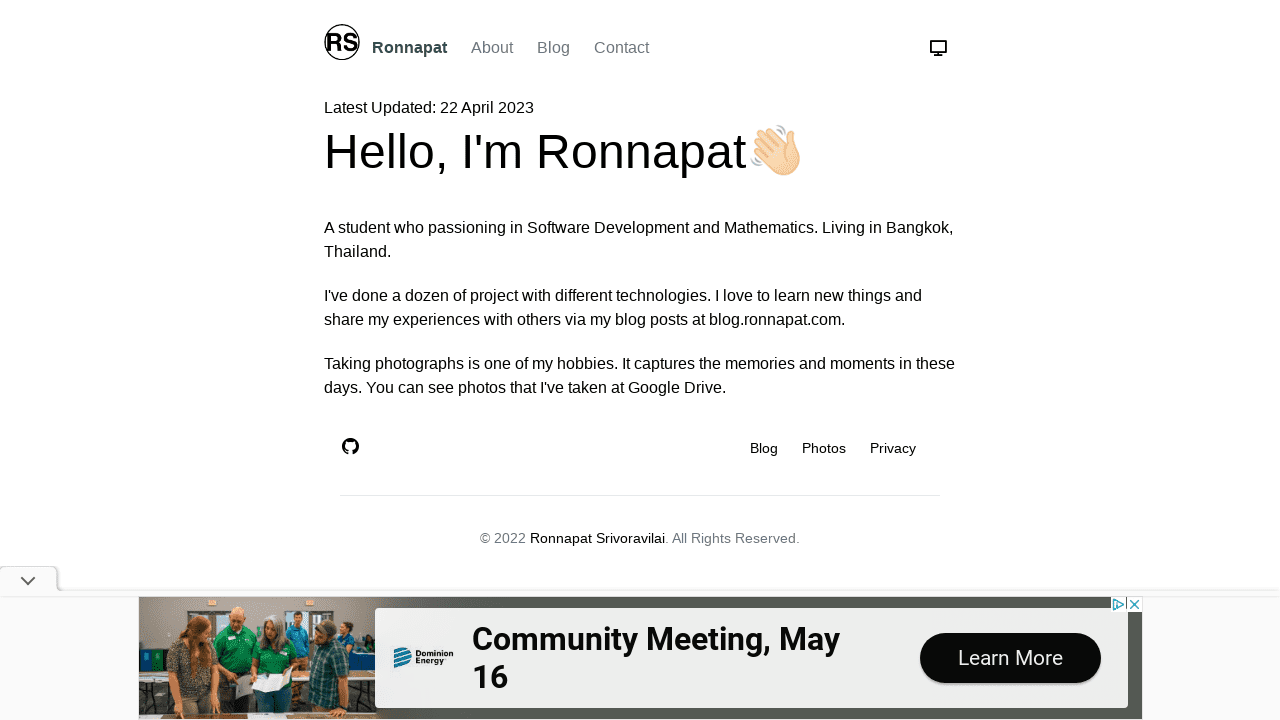 RS
Ronnapat About Blog Contact
Latest Updated: 22 April 2023
Hello, I'm Ronnapat👋🏻
A student who passioning in Software Development and Mathematics. Living in Bangkok,
Thailand.
I've done a dozen of project with different technologies. I love to learn new things and
share my experiences with others via my blog posts at blog.ronnapat.com.
Taking photographs is one of my hobbies. It captures the memories and moments in these
days. You can see photos that I've taken at Google Drive.
Blog Photos Privacy
© 2022 Ronnapat Srivoravilai. All Rights Reserved.
Dominion
Energy
Community Meeting, May
16
Learn More